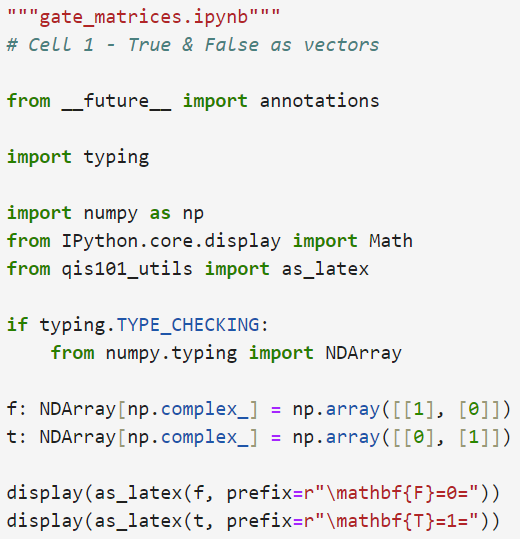 """gate_matrices.ipynb"""
# Cell 1 - True & False as vectors
from __future__ import annotations
import typing
import numpy as np
from IPython.core.display import Math
from qis101_utils import as_latex
if typing.TYPE_CHECKING:
    from numpy.typing import NDArray
f: NDArray[np.complex_] = np.array([[1], [0]])
t: NDArray[np.complex_] = np.array([[0], [1]])
display(as_latex(f, prefix=r"\mathbf{F}=0="))
display(as_latex(t, prefix=r"\mathbf{T}=1="))